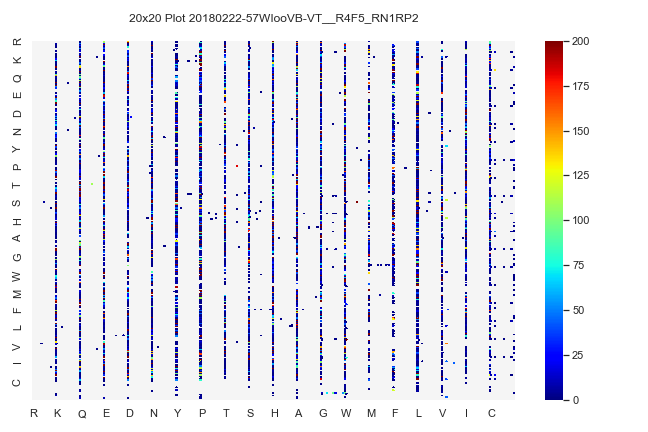 20x20 Plot 20180222-57WlooVB-VT__R4F5_RN1RP2
R
K
Q
E
D
N
Y
P
T
S
H
A
G
W
M
F
L
V
I
C
200
175
150
125
100
75
50
25
0
R K Q E D N Y P T S H A G W M F L V I C